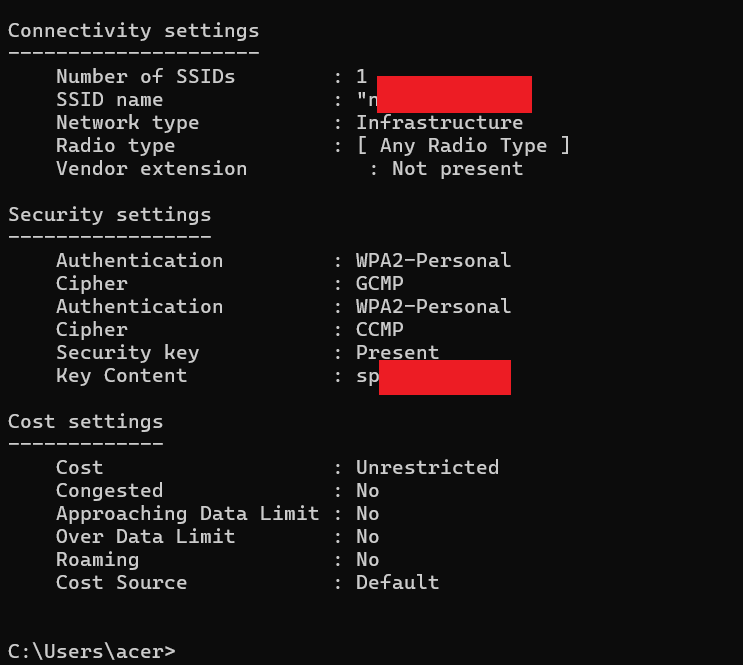 Connectivity settings
---------------------
    Number of SSIDs        : 1
    SSID name              : "n
    Network type           : Infrastructure
    Radio type             : [ Any Radio Type ]
    Vendor extension          : Not present

Security settings
-----------------
    Authentication         : WPA2-Personal
    Cipher                 : GCMP
    Authentication         : WPA2-Personal
    Cipher                 : CCMP
    Security key           : Present
    Key Content            : sp

Cost settings
-------------
    Cost                   : Unrestricted
    Congested              : No
    Approaching Data Limit : No
    Over Data Limit        : No
    Roaming                : No
    Cost Source            : Default

C:\Users\acer>